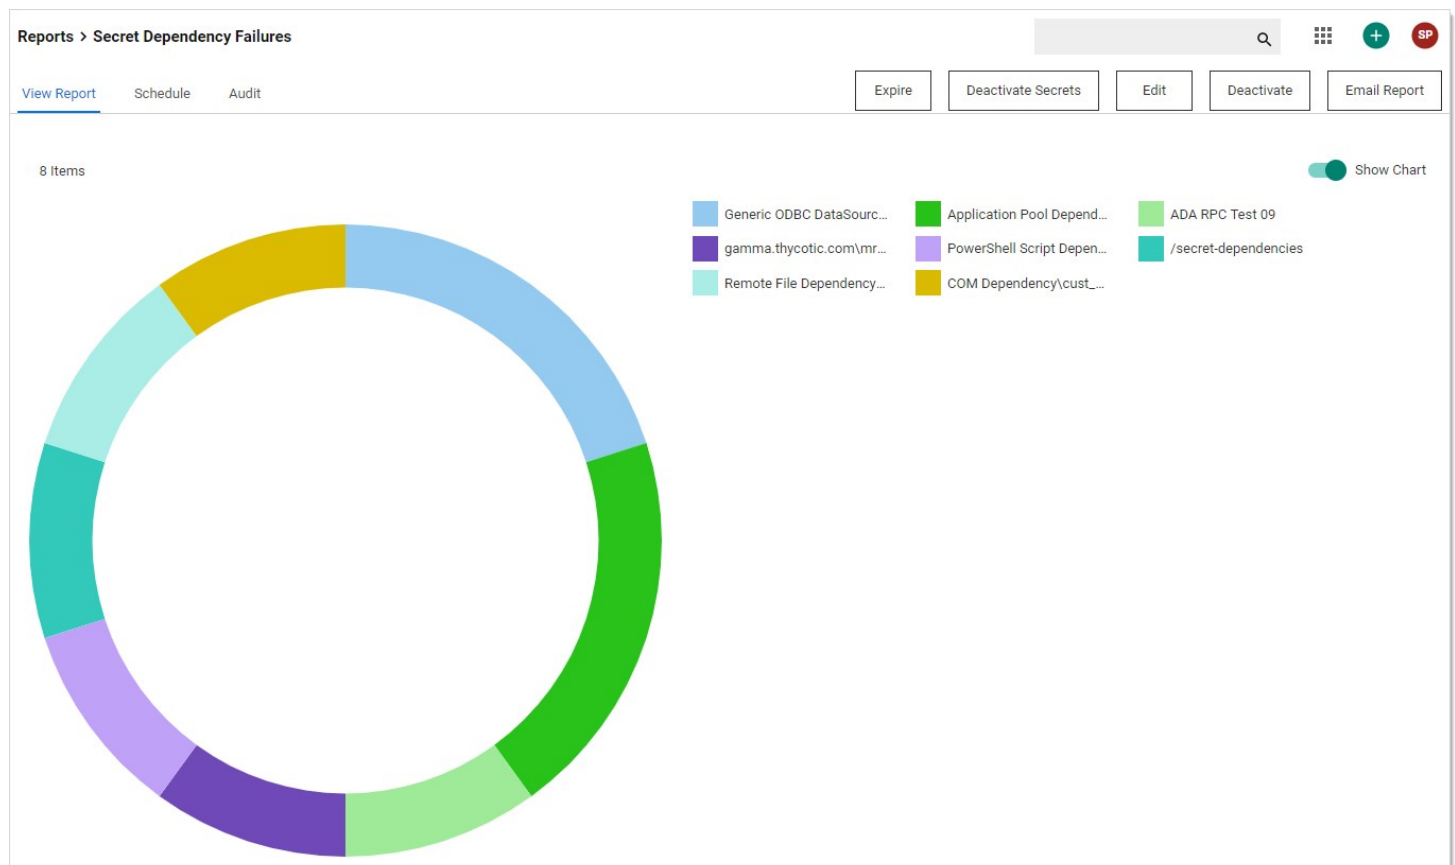 Reports > Secret Dependency Failures
SP
View Report Schedule Audit Expire Deactivate Secrets Edit Deactivate Email Report
8 Items Show Chart
Generic ODBC DataSourc... Application Pool Depend... ADA RPC Test 09
gamma.thycotic.com\mr... PowerShell Script Depen... /secret-dependencies
Remote File Dependency... COM Dependency\cust_...